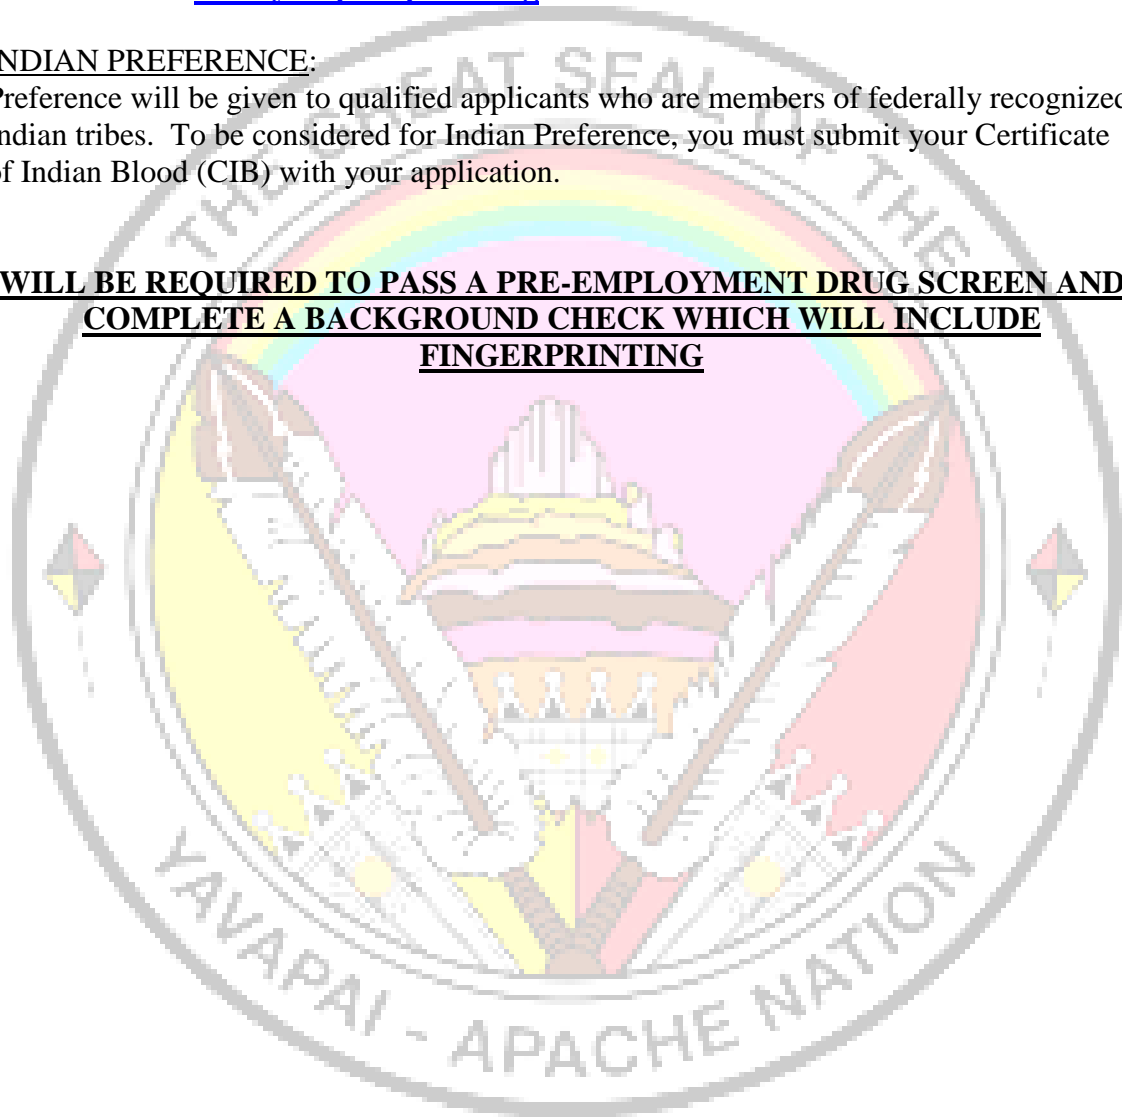 NDIAN PREFERENCE:
Preference will be given to qualified applicants who are members of federally recognized
ndian tribes. To be considered for Indian Preference, you must submit your Certificate
of Indian Blood (CIB) with your application.
WILL BE REQUIRED TO PASS A PRE-EMPLOYMENT DRUG SCREEN AND
COMPLETE A BACKGROUND CHECK WHICH WILL INCLUDE
FINGERPRINTING
THE GREAT SEAL OF THE
YAVAPAI - APACHE NATION